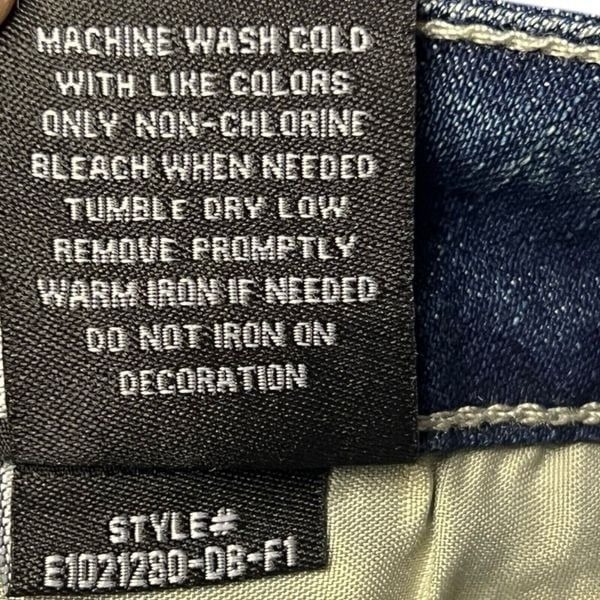 MACHINE WASH COLD
WITH LIKE COLORS
ONLY NON-CHLORINE
BLEACH WHEN NEEDED
TUMBLE DRY LOW
REMOVE PROMPTLY
WARM IRON IF NEEDED
DO NOT IRON ON
DECORATION
STYLE#
E1D21280-DB-F1